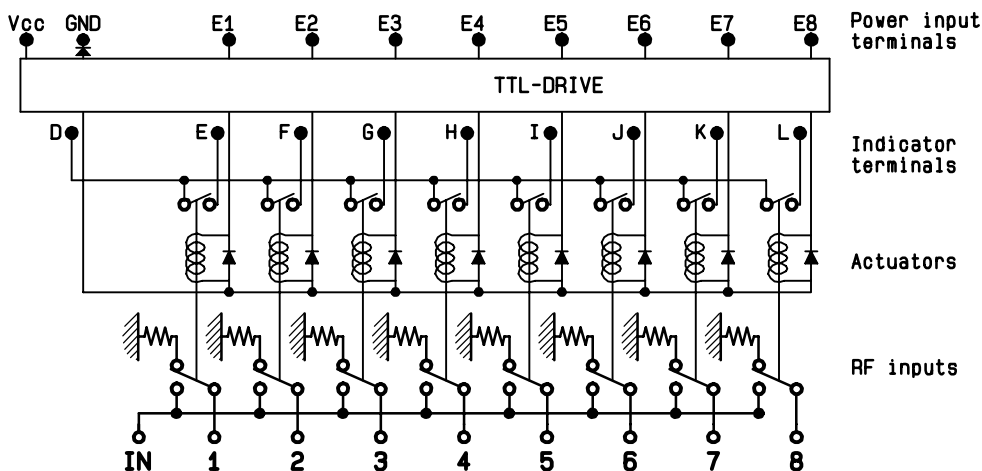 Vcc GND E1 E2 E3 E4 E5 E6 E7 E8 Power input
terminals
TTL-DRIVE
D E F G H I J K L Indicator
terminals
Actuators
RF inputs
IN 1 2 3 4 5 6 7 8